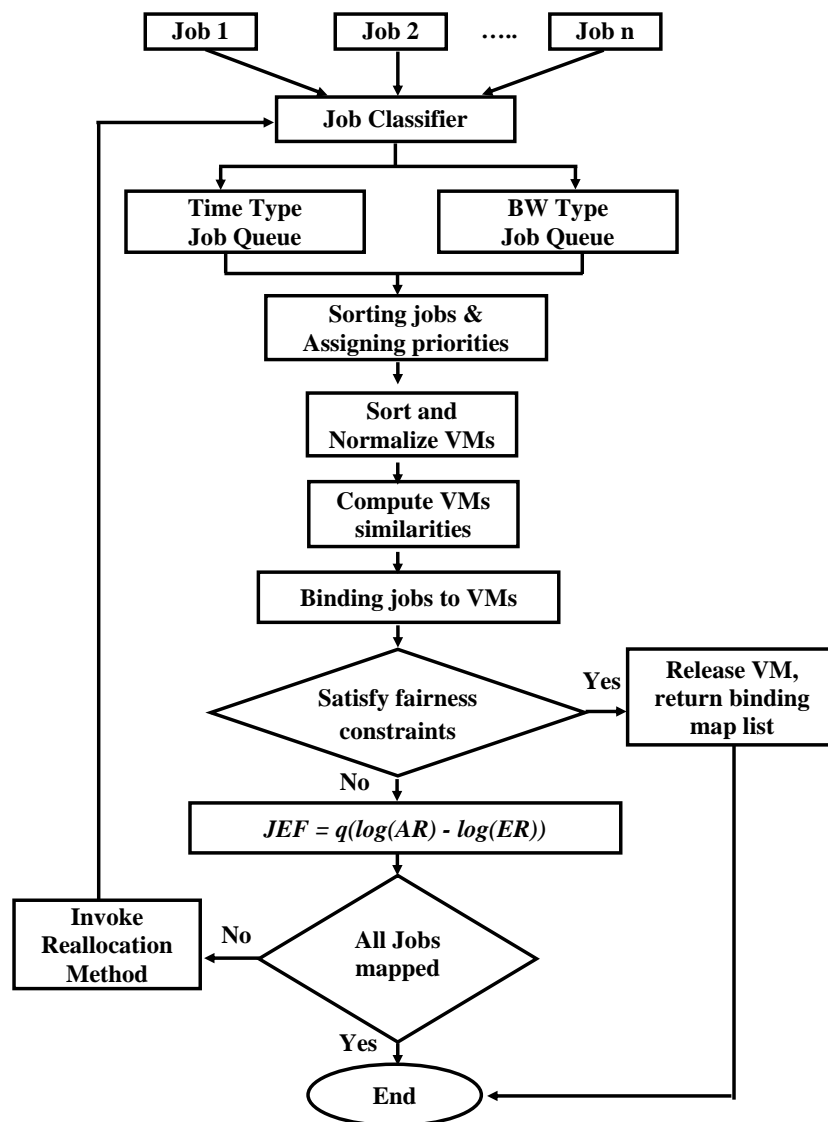 Job 1
Job 2
.....
Job n
Job Classifier
Time Type
Job Queue
BW Type
Job Queue
Sorting jobs &
Assigning priorities
Sort and
Normalize VMs
Compute VMs
similarities
Binding jobs to VMs
Satisfy fairness
constraints
Yes
Release VM,
return binding
map list
No
JEF = q(log(AR) - log(ER))
Invoke
Reallocation
Method
No
All Jobs
mapped
Yes
End